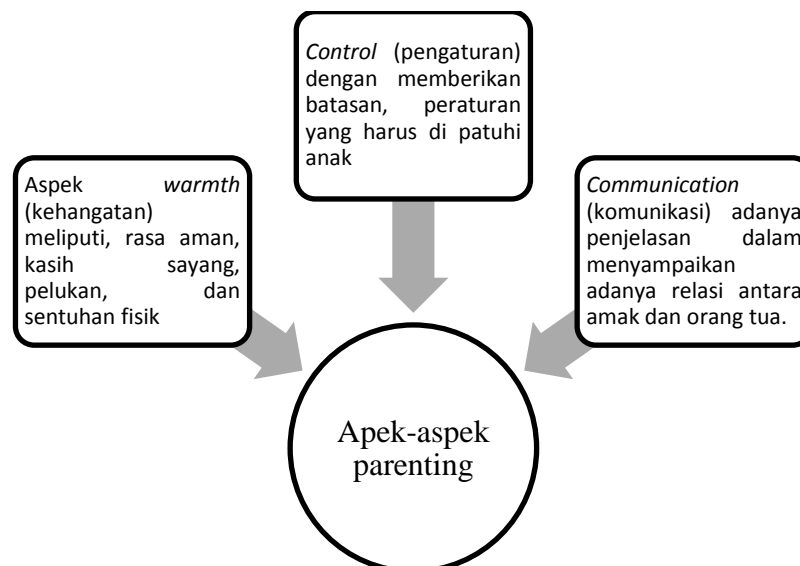 Control (pengaturan)
dengan memberikan
batasan, peraturan
yang harus di patuhi
anak
Aspek warmth
(kehangatan)
meliputi, rasa aman,
kasih sayang,
pelukan, dan
sentuhan fisik
Communication
(komunikasi) adanya
penjelasan dalam
menyampaikan
adanya relasi antara
amak dan orang tua.
Apek-aspek
parenting